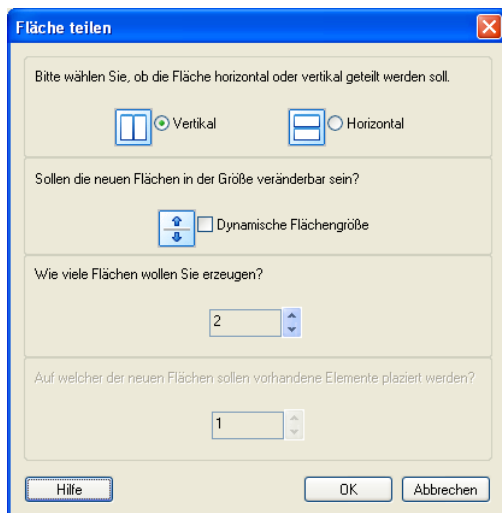 Fläche teilen
Bitte wählen Sie, ob die Fläche horizontal oder vertikal geteilt werden soll.
Vertikal
Horizontal
Sollen die neuen Flächen in der Größe veränderbar sein?
Dynamische Flächengröße
Wie viele Flächen wollen Sie erzeugen?
2
Auf welcher der neuen Flächen sollen vorhandene Elemente plaziert werden?
1
Hilfe
OK
Abbrechen